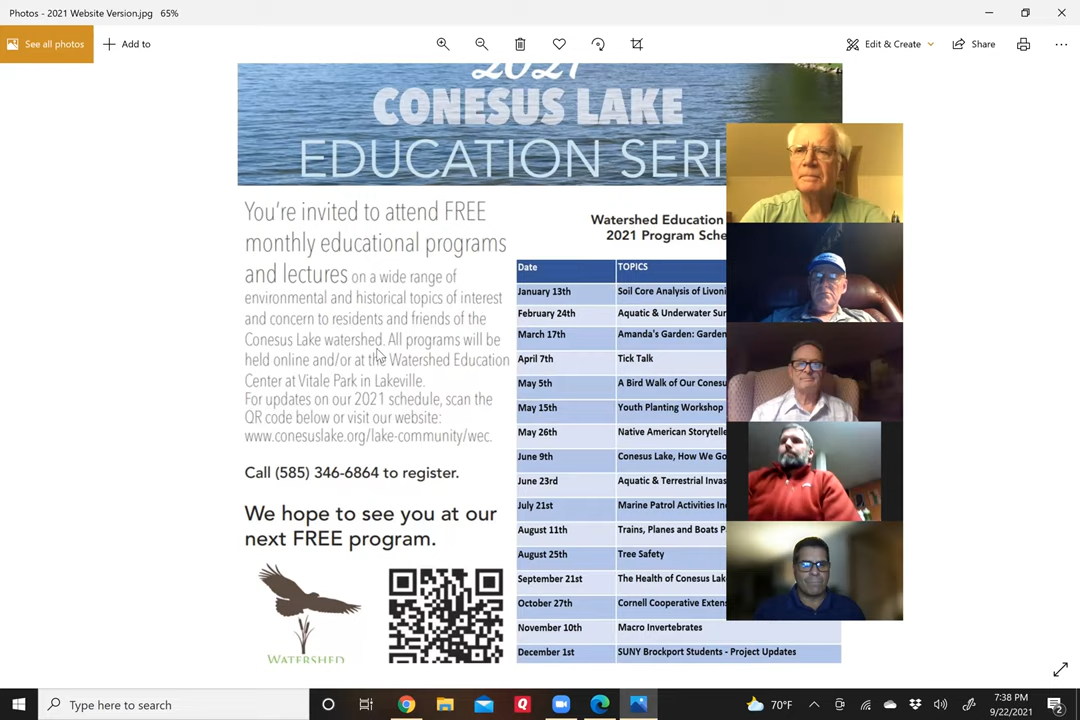 Photos - 2021 Website Version.jpg 65%
See all photos
Add to
Edit & Create
Share
2021
CONESUS LAKE
EDUCATION SERI
You're invited to attend FREE
monthly educational programs
and lectures on a wide range of
environmental and historical topics of interest
and concern to residents and friends of the
Conesus Lake watershed. All programs will be
held online and/or at the Watershed Education
Center at Vitale Park in Lakeville.
For updates on our 2021 schedule, scan the
QR code below or visit our website:
www.conesuslake.org/lake-community/wec.
Call (585) 346-6864 to register.
We hope to see you at our
next FREE program.
WATERSHED
Watershed Education
2021 Program Sche
Date TOPICS
January 13th Soil Core Analysis of Livoni
February 24th Aquatic & Underwater Sur
March 17th Amanda's Garden: Garden
April 7th Tick Talk
May 5th A Bird Walk of Our Conesu
May 15th Youth Planting Workshop
May 26th Native American Storytelle
June 9th Conesus Lake, How We Go
June 23rd Aquatic & Terrestrial Invas
July 21st Marine Patrol Activities In
August 11th Trains, Planes and Boats P
August 25th Tree Safety
September 21st The Health of Conesus Lak
October 27th Cornell Cooperative Exten
November 10th Macro Invertebrates
December 1st SUNY Brockport Students - Project Updates
Type here to search
70°F
7:38 PM
9/22/2021
2